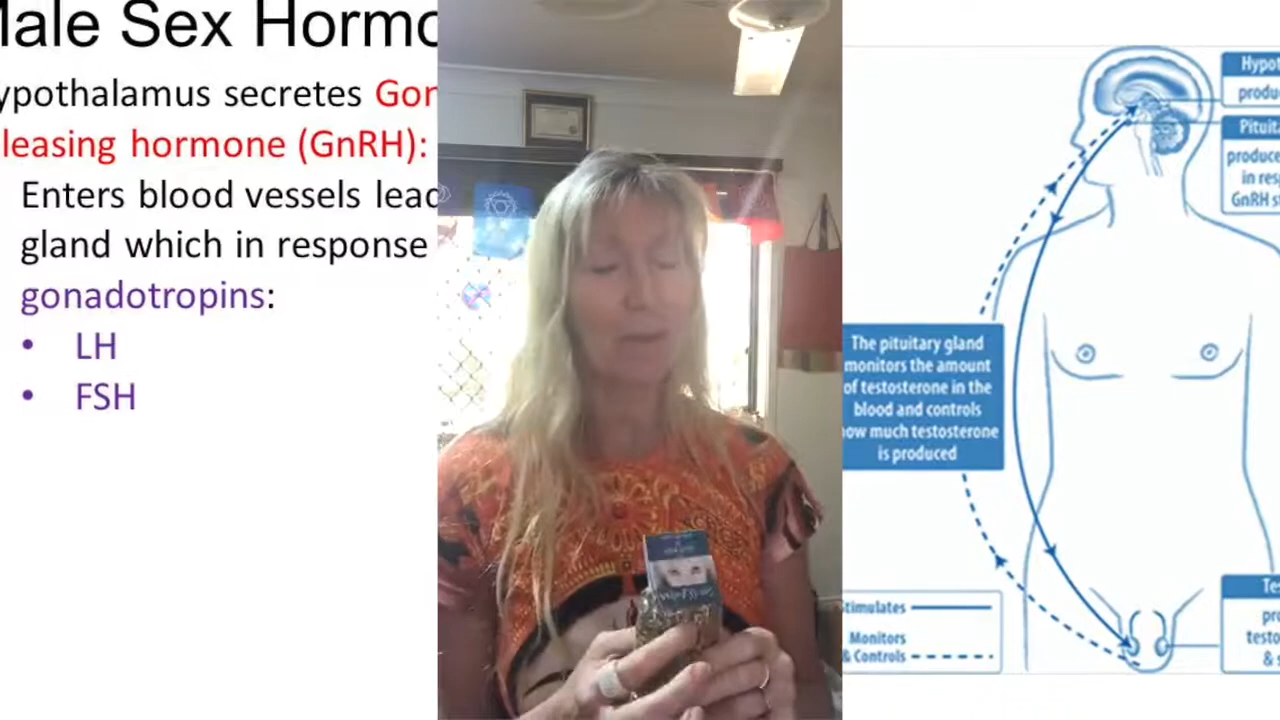 Male Sex Hormo
ypothalamus secretes Gon
leasing hormone (GnRH):
Enters blood vessels lead
gland which in response
gonadotropins:
• LH
• FSH
Hypot
produ
Pituit
produce
in resp
GnRH st
The pituitary gland
monitors the amount
of testosterone in the
blood and controls
how much testosterone
is produced
Stimulates
Monitors
& Controls
Te
pro
testo
& s